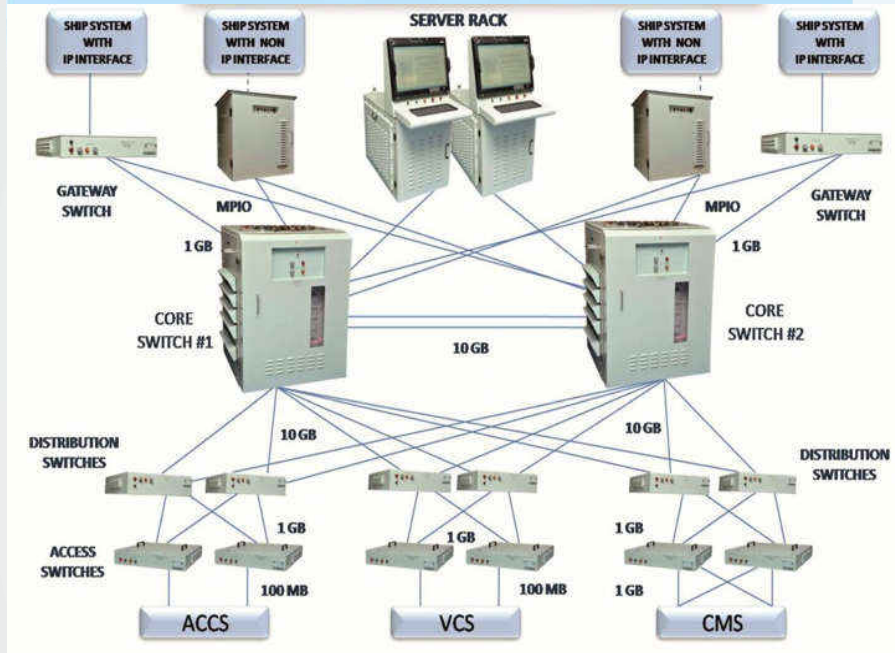 SHIP SYSTEM
WITH
IP INTERFACE
SHIP SYSTEM
WITH NON
IP INTERFACE
SERVER RACK
SHIP SYSTEM
WITH NON
IP INTERFACE
SHIP SYSTEM
WITH
IP INTERFACE
GATEWAY
SWITCH
MPIO
MPIO
GATEWAY
SWITCH
1 GB
1 GB
CORE
SWITCH #1
10 GB
CORE
SWITCH #2
DISTRIBUTION
SWITCHES
10 GB
10 GB
DISTRIBUTION
SWITCHES
1 GB
1 GB
1 GB
ACCESS
SWITCHES
100 MB
100 MB
1 GB
ACCS
VCS
CMS